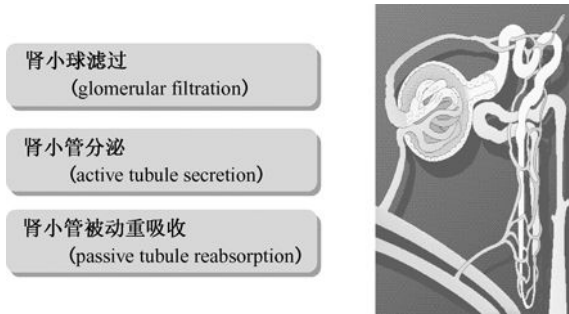 肾小球滤过
(glomerular filtration)
肾小管分泌
(active tubule secretion)
肾小管被动重吸收
(passive tubule reabsorption)